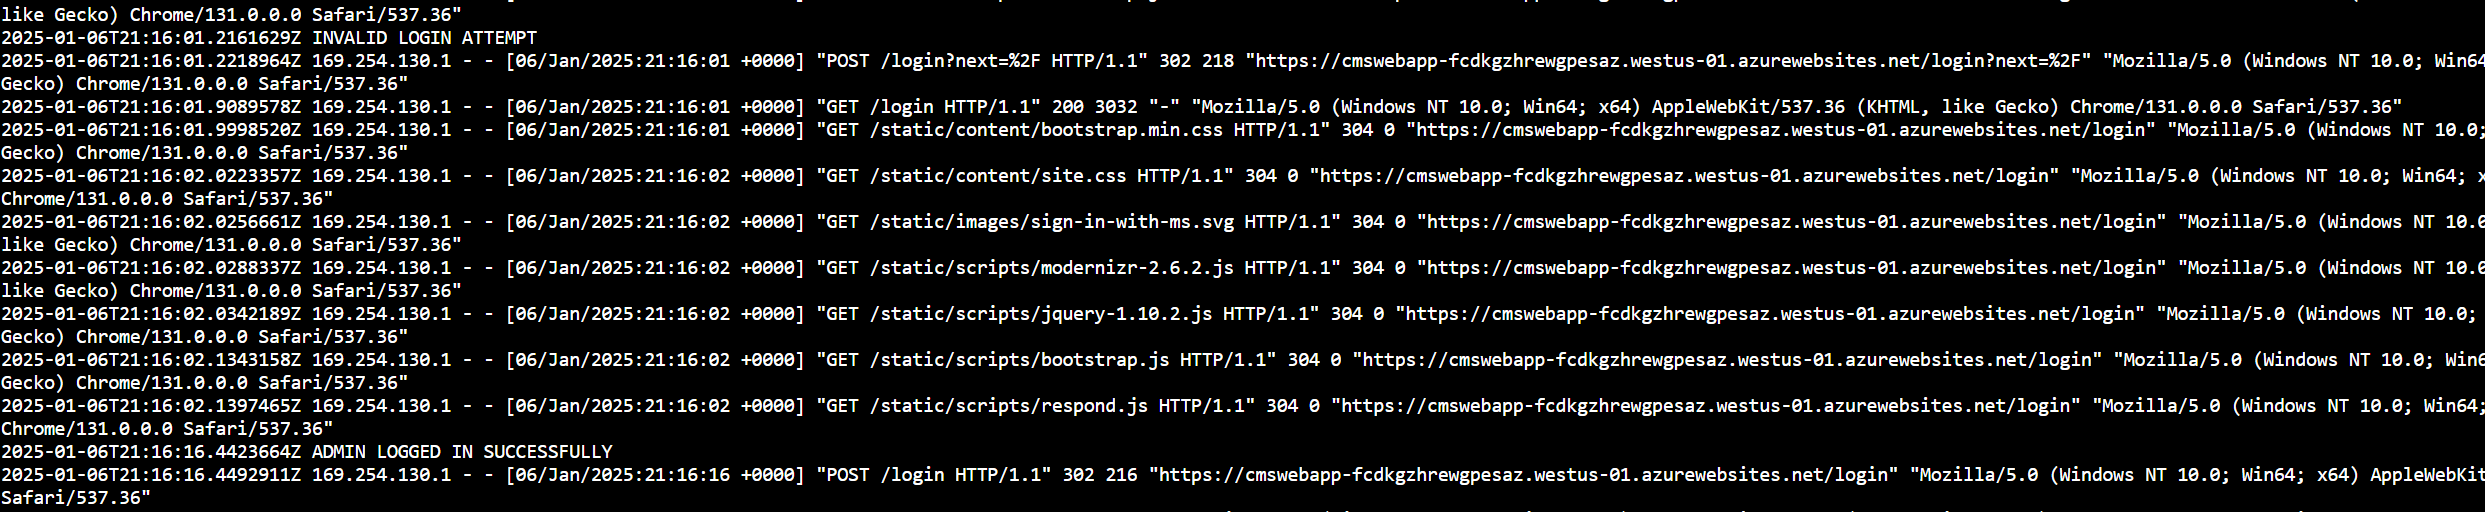 like Gecko) Chrome/131.0.0.0 Safari/537.36"
2025-01-06T21:16:01.2161629Z INVALID LOGIN ATTEMPT
2025-01-06T21:16:01.2218964Z 169.254.130.1 - - [06/Jan/2025:21:16:01 +0000] "POST /login?next=%2F HTTP/1.1" 302 218 "https://cmswebapp-fcdkgzhrewgpesaz.westus-01.azurewebsites.net/login?next=%2F" "Mozilla/5.0 (Windows NT 10.0; Win64
Gecko) Chrome/131.0.0.0 Safari/537.36"
2025-01-06T21:16:01.9089578Z 169.254.130.1 - - [06/Jan/2025:21:16:01 +0000] "GET /login HTTP/1.1" 200 3032 "-" "Mozilla/5.0 (Windows NT 10.0; Win64; x64) AppleWebKit/537.36 (KHTML, like Gecko) Chrome/131.0.0.0 Safari/537.36"
2025-01-06T21:16:01.9998520Z 169.254.130.1 - - [06/Jan/2025:21:16:01 +0000] "GET /static/content/bootstrap.min.css HTTP/1.1" 304 0 "https://cmswebapp-fcdkgzhrewgpesaz.westus-01.azurewebsites.net/login" "Mozilla/5.0 (Windows NT 10.0;
Gecko) Chrome/131.0.0.0 Safari/537.36"
2025-01-06T21:16:02.0223357Z 169.254.130.1 - - [06/Jan/2025:21:16:02 +0000] "GET /static/content/site.css HTTP/1.1" 304 0 "https://cmswebapp-fcdkgzhrewgpesaz.westus-01.azurewebsites.net/login" "Mozilla/5.0 (Windows NT 10.0; Win64; x
Chrome/131.0.0.0 Safari/537.36"
2025-01-06T21:16:02.0256661Z 169.254.130.1 - - [06/Jan/2025:21:16:02 +0000] "GET /static/images/sign-in-with-ms.svg HTTP/1.1" 304 0 "https://cmswebapp-fcdkgzhrewgpesaz.westus-01.azurewebsites.net/login" "Mozilla/5.0 (Windows NT 10.0
like Gecko) Chrome/131.0.0.0 Safari/537.36"
2025-01-06T21:16:02.0288337Z 169.254.130.1 - - [06/Jan/2025:21:16:02 +0000] "GET /static/scripts/modernizr-2.6.2.js HTTP/1.1" 304 0 "https://cmswebapp-fcdkgzhrewgpesaz.westus-01.azurewebsites.net/login" "Mozilla/5.0 (Windows NT 10.0
like Gecko) Chrome/131.0.0.0 Safari/537.36"
2025-01-06T21:16:02.0342189Z 169.254.130.1 - - [06/Jan/2025:21:16:02 +0000] "GET /static/scripts/jquery-1.10.2.js HTTP/1.1" 304 0 "https://cmswebapp-fcdkgzhrewgpesaz.westus-01.azurewebsites.net/login" "Mozilla/5.0 (Windows NT 10.0;
Gecko) Chrome/131.0.0.0 Safari/537.36"
2025-01-06T21:16:02.1343158Z 169.254.130.1 - - [06/Jan/2025:21:16:02 +0000] "GET /static/scripts/bootstrap.js HTTP/1.1" 304 0 "https://cmswebapp-fcdkgzhrewgpesaz.westus-01.azurewebsites.net/login" "Mozilla/5.0 (Windows NT 10.0; Win6
Gecko) Chrome/131.0.0.0 Safari/537.36"
2025-01-06T21:16:02.1397465Z 169.254.130.1 - - [06/Jan/2025:21:16:02 +0000] "GET /static/scripts/respond.js HTTP/1.1" 304 0 "https://cmswebapp-fcdkgzhrewgpesaz.westus-01.azurewebsites.net/login" "Mozilla/5.0 (Windows NT 10.0; Win64;
Chrome/131.0.0.0 Safari/537.36"
2025-01-06T21:16:16.4423664Z ADMIN LOGGED IN SUCCESSFULLY
2025-01-06T21:16:16.4492911Z 169.254.130.1 - - [06/Jan/2025:21:16:16 +0000] "POST /login HTTP/1.1" 302 216 "https://cmswebapp-fcdkgzhrewgpesaz.westus-01.azurewebsites.net/login" "Mozilla/5.0 (Windows NT 10.0; Win64; x64) AppleWebKit
Safari/537.36"